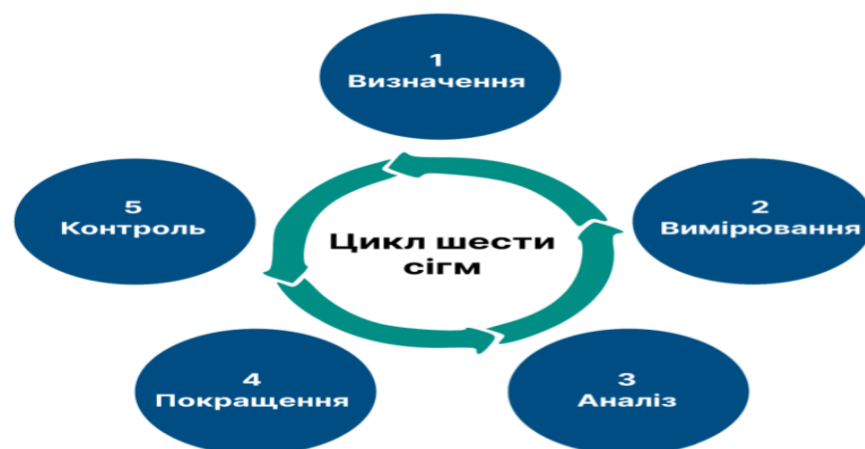 1
Визначення
2
Вимірювання
3
Аналіз
4
Покращення
5
Контроль
Цикл шести
сігм